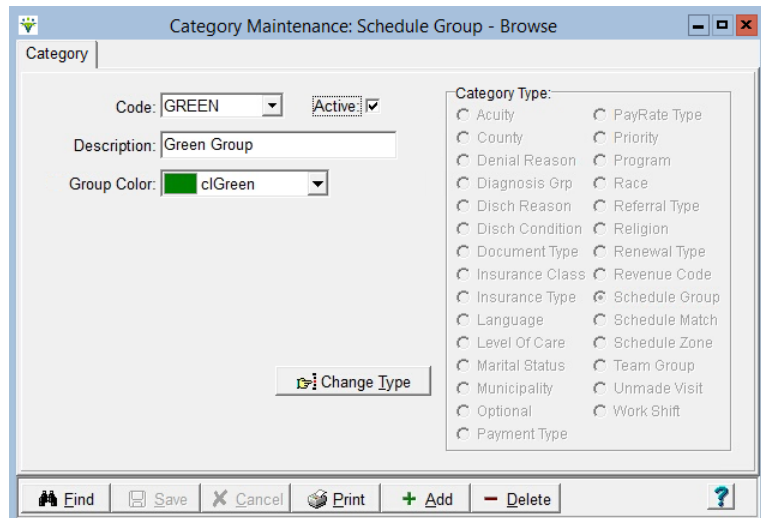 Category Maintenance: Schedule Group - Browse
Category
Code: GREEN Active:
Description: Green Group
Group Color: clGreen
Change Type
Category Type:
Acuity PayRate Type
County Priority
Denial Reason Program
Diagnosis Grp Race
Disch Reason Referral Type
Disch Condition Religion
Document Type Renewal Type
Insurance Class Revenue Code
Insurance Type Schedule Group
Language Schedule Match
Level Of Care Schedule Zone
Marital Status Team Group
Municipality Unmade Visit
Optional Work Shift
Payment Type
Find Save Cancel Print Add Delete ?